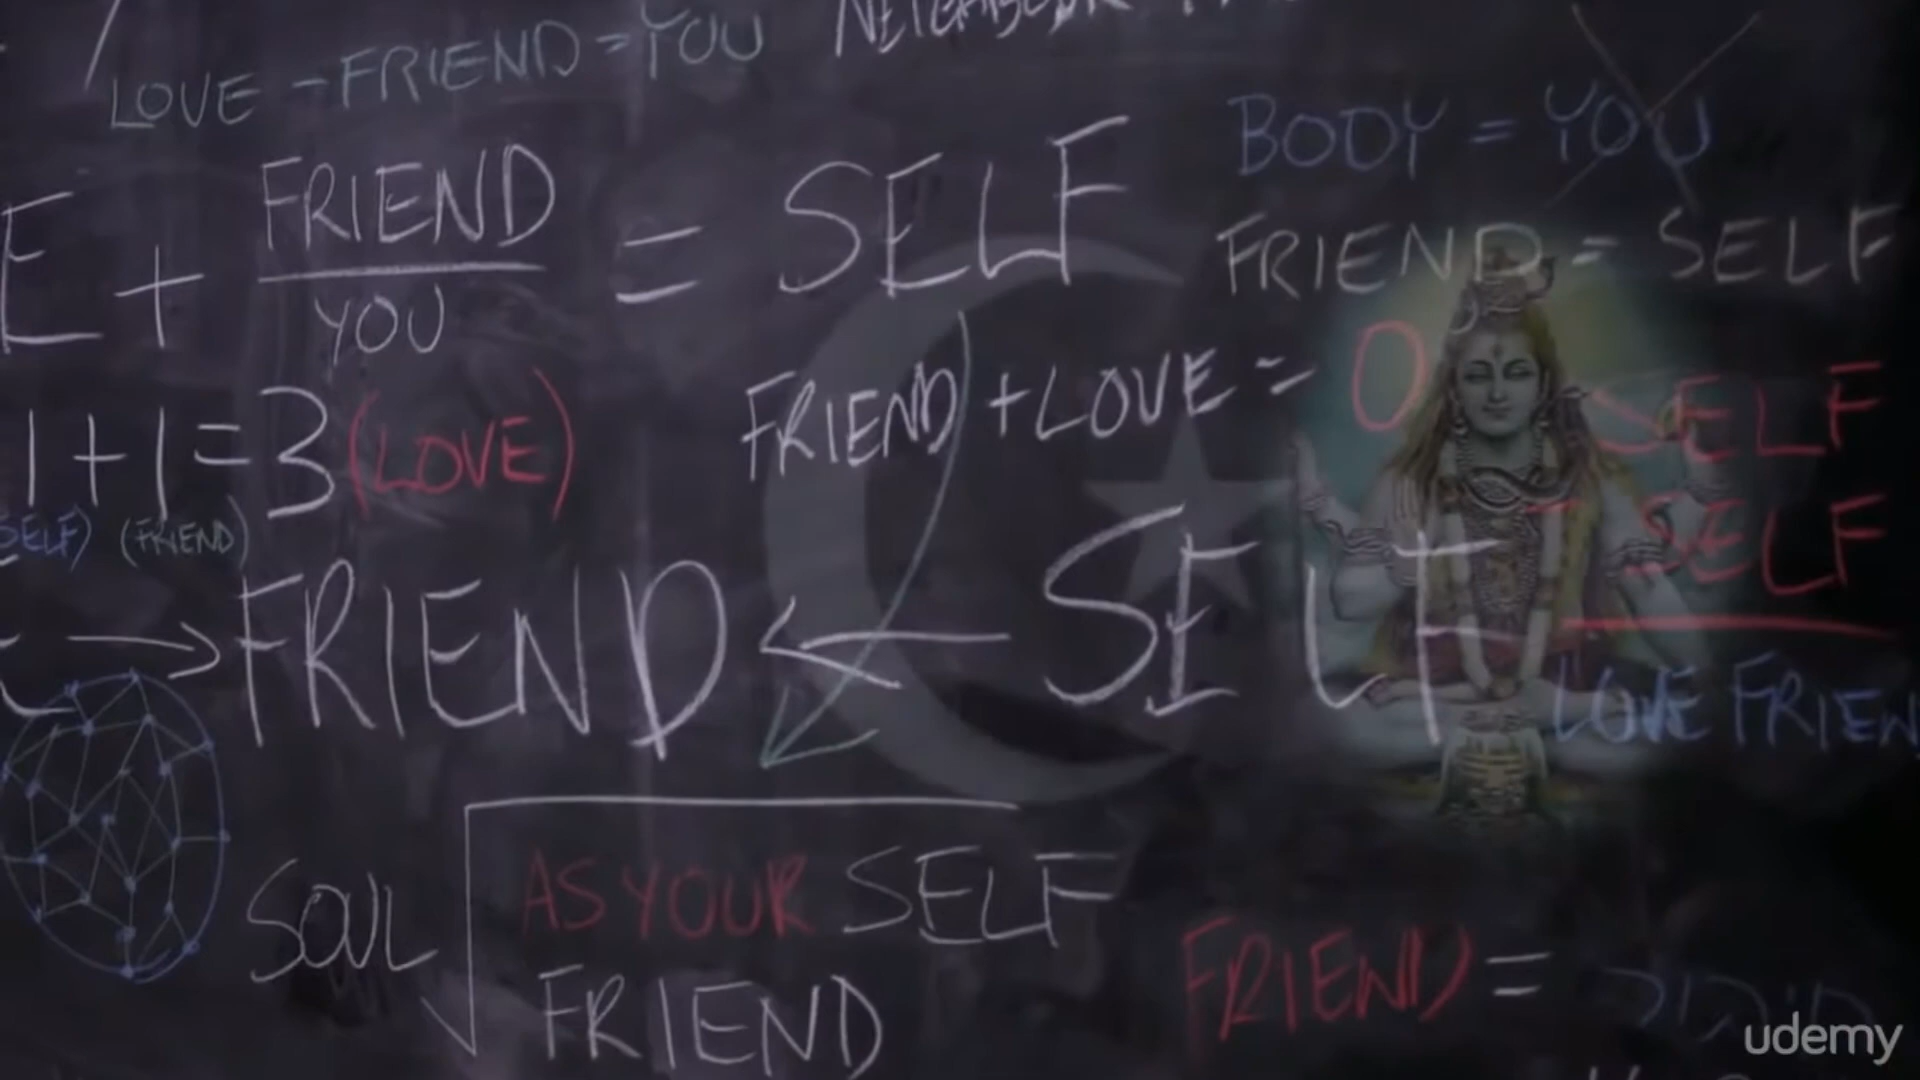 LOVE - FRIEND = YOU
BODY = YOU
E + FRIEND = SELF
YOU
FRIEND = SELF
1 + 1 = 3 (LOVE)
(FRIEND)
FRIEND + LOVE = 0
SELF
- SELF
LOVE FRIEN
→ FRIEND ← SELF
SOUL √ AS YOUR SELF
FRIEND
FRIEND =
udemy